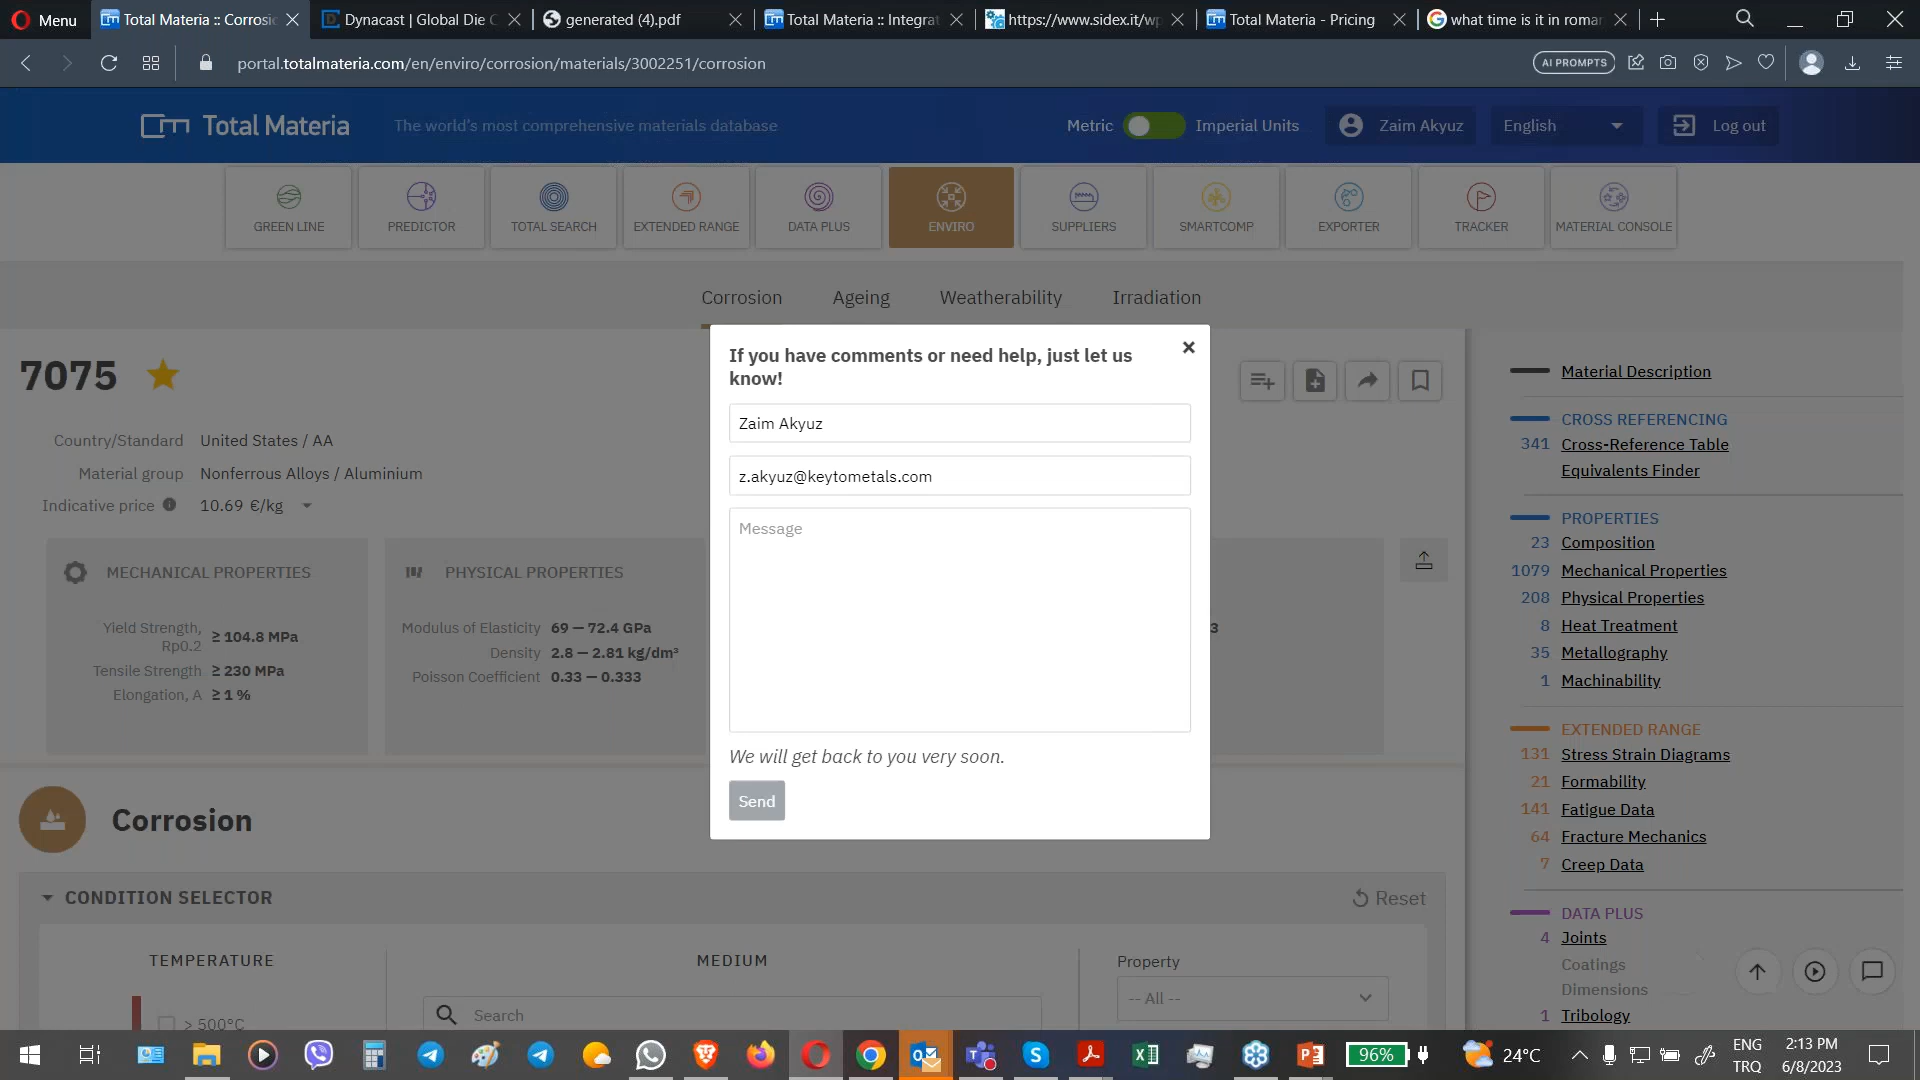 Menu
Total Materia :: Corrosio
Dynacast | Global Die C
generated (4).pdf
Total Materia :: Integrat
https://www.sidex.it/wp
Total Materia - Pricing
what time is it in roma
portal.totalmateria.com/en/enviro/corrosion/materials/3002251/corrosion
AI PROMPTS
Total Materia
The world's most comprehensive materials database
Metric
Imperial Units
Zaim Akyuz
English
Log out
GREEN LINE
PREDICTOR
TOTAL SEARCH
EXTENDED RANGE
DATA PLUS
ENVIRO
SUPPLIERS
SMARTCOMP
EXPORTER
TRACKER
MATERIAL CONSOLE
Corrosion
Ageing
Weatherability
Irradiation
7075
Country/Standard United States / AA
Material group Nonferrous Alloys / Aluminium
Indicative price 10.69 €/kg
MECHANICAL PROPERTIES
Yield Strength,
Rp0.2
≥ 104.8 MPa
Tensile Strength ≥ 230 MPa
Elongation, A ≥ 1 %
PHYSICAL PROPERTIES
Modulus of Elasticity 69 — 72.4 GPa
Density 2.8 — 2.81 kg/dm³
Poisson Coefficient 0.33 — 0.333
3
If you have comments or need help, just let us
know!
Zaim Akyuz
z.akyuz@keytometals.com
Message
We will get back to you very soon.
Send
Corrosion
CONDITION SELECTOR
Reset
TEMPERATURE
> 500°C
MEDIUM
Search
Property
-- All --
Material Description
CROSS REFERENCING
341 Cross-Reference Table
Equivalents Finder
PROPERTIES
23 Composition
1079 Mechanical Properties
208 Physical Properties
8 Heat Treatment
35 Metallography
1 Machinability
EXTENDED RANGE
131 Stress Strain Diagrams
21 Formability
141 Fatigue Data
64 Fracture Mechanics
7 Creep Data
DATA PLUS
4 Joints
Coatings
Dimensions
1 Tribology
96%
24°C
ENG
TRQ
2:13 PM
6/8/2023